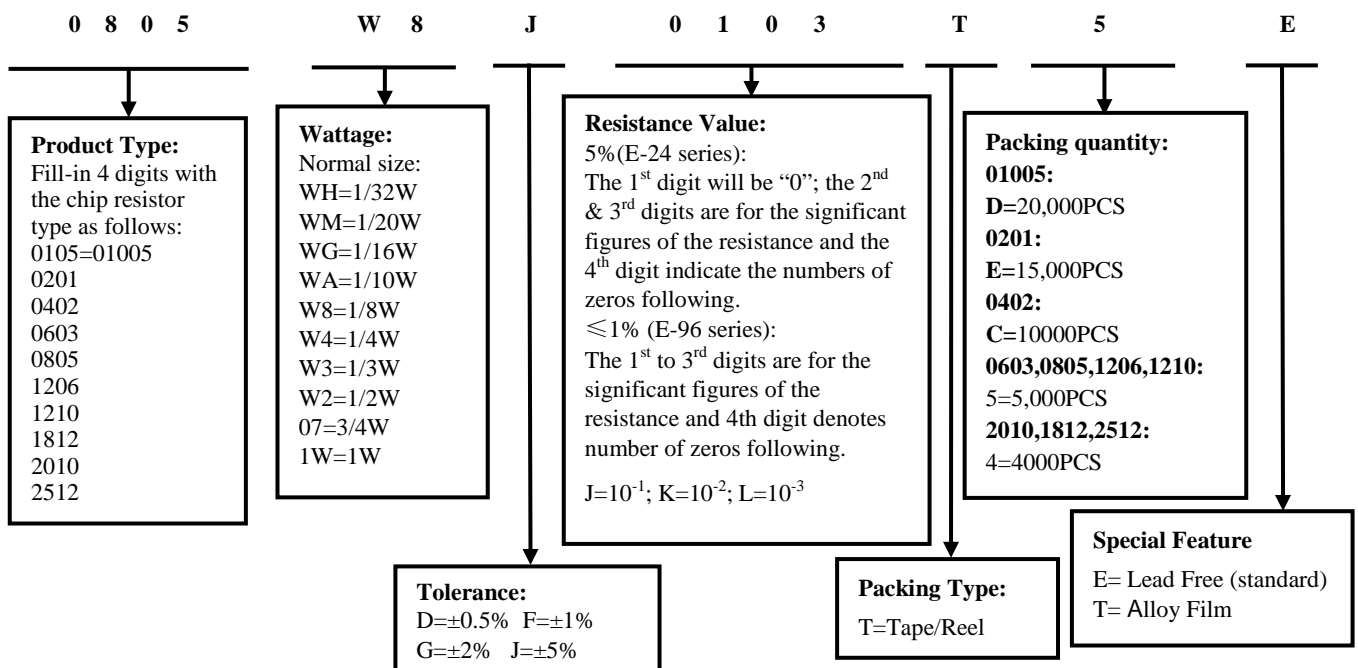 0 8 0 5 W 8 J 0 1 0 3 T 5 E
Product Type:
Fill-in 4 digits with
the chip resistor
type as follows:
0105=01005
0201
0402
0603
0805
1206
1210
1812
2010
2512
Wattage:
Normal size:
WH=1/32W
WM=1/20W
WG=1/16W
WA=1/10W
W8=1/8W
W4=1/4W
W3=1/3W
W2=1/2W
07=3/4W
1W=1W
Tolerance:
D=±0.5% F=±1%
G=±2% J=±5%
Resistance Value:
5%(E-24 series):
The 1st digit will be “0”; the 2nd
& 3rd digits are for the significant
figures of the resistance and the
4th digit indicate the numbers of
zeros following.
≦1% (E-96 series):
The 1st to 3rd digits are for the
significant figures of the
resistance and 4th digit denotes
number of zeros following.
J=10-1; K=10-2; L=10-3
Packing Type:
T=Tape/Reel
Packing quantity:
01005:
D=20,000PCS
0201:
E=15,000PCS
0402:
C=10000PCS
0603,0805,1206,1210:
5=5,000PCS
2010,1812,2512:
4=4000PCS
Special Feature
E= Lead Free (standard)
T= Alloy Film